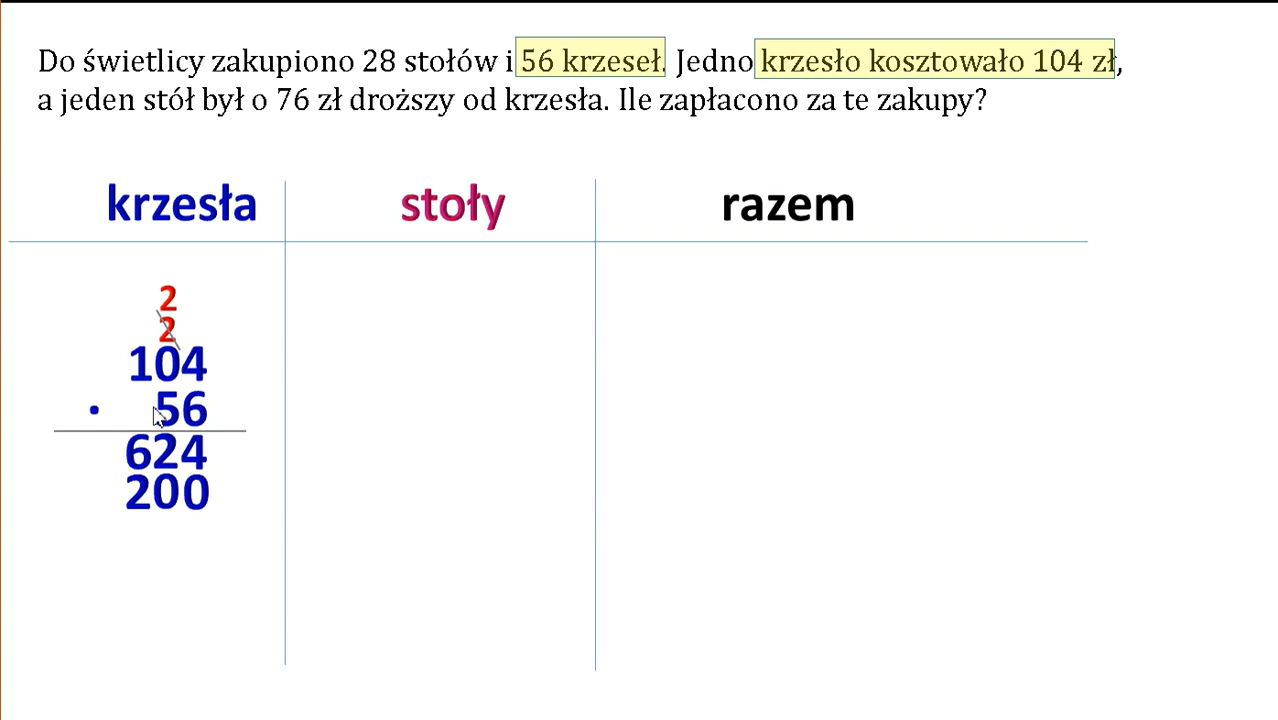 Do świetlicy zakupiono 28 stołów i 56 krzeseł. Jedno krzesło kosztowało 104 zł,
a jeden stół był o 76 zł droższy od krzesła. Ile zapłacono za te zakupy?
krzesła stoły razem
2
2
104
· 56
624
200